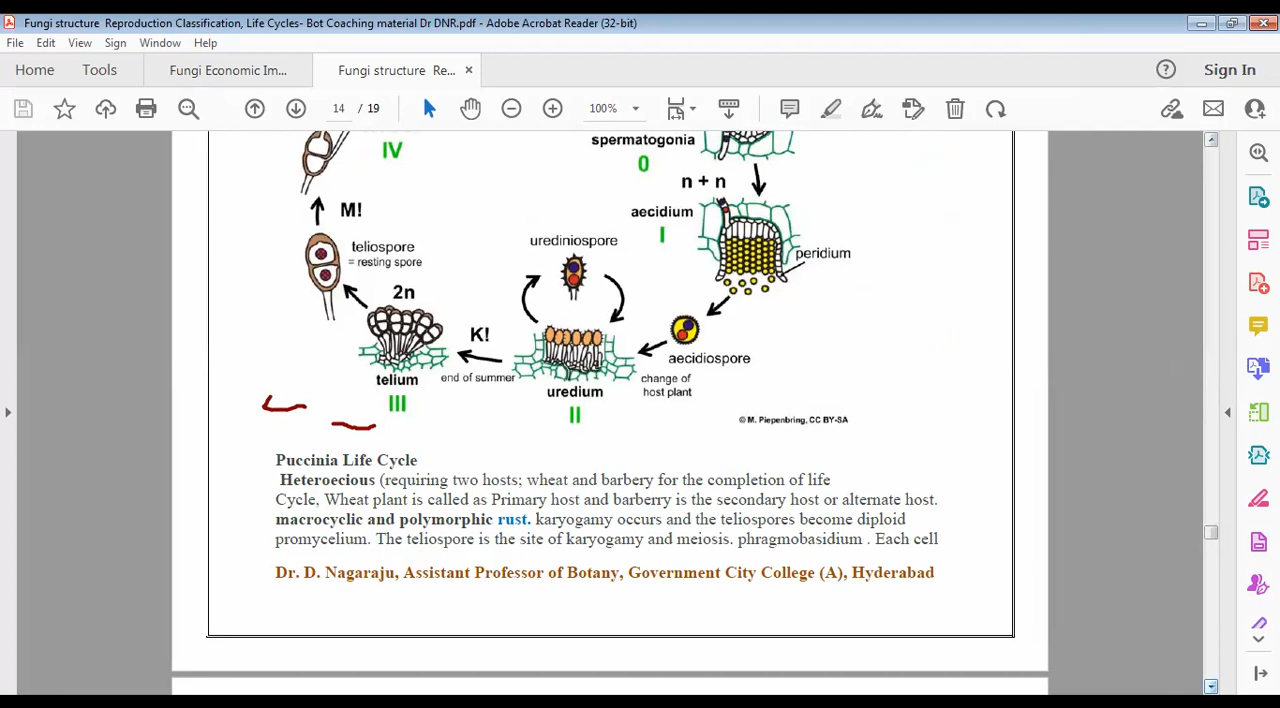 Fungi structure Reproduction Classification, Life Cycles- Bot Coaching material Dr DNR.pdf - Adobe Acrobat Reader (32-bit)
File Edit View Sign Window Help
Home Tools Fungi Economic Im... Fungi structure Re... × ? Sign In
14 / 19 100%
spermatogonia
IV
0
n + n
M!
aecidium
I
urediniospore
teliospore
= resting spore
peridium
2n
K!
aecidiospore
telium
end of summer
uredium
change of
host plant
III
II
© M. Piepenbring, CC BY-SA
Puccinia Life Cycle
Heteroecious (requiring two hosts; wheat and barbery for the completion of life
Cycle, Wheat plant is called as Primary host and barberry is the secondary host or alternate host.
macrocyclic and polymorphic rust. karyogamy occurs and the teliospores become diploid
promycelium. The teliospore is the site of karyogamy and meiosis. phragmobasidium . Each cell
Dr. D. Nagaraju, Assistant Professor of Botany, Government City College (A), Hyderabad